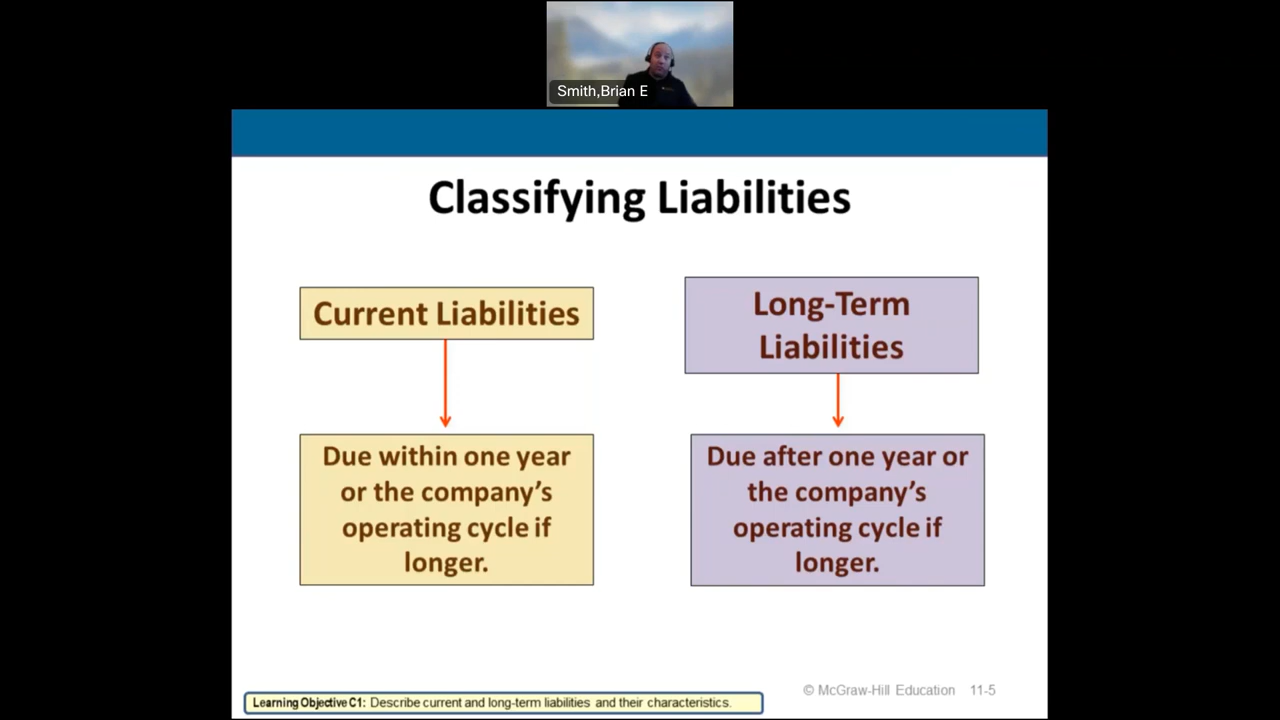 Smith,Brian E
Classifying Liabilities
Current Liabilities
Long-Term
Liabilities
Due within one year
or the company’s
operating cycle if
longer.
Due after one year or
the company’s
operating cycle if
longer.
Learning Objective C1: Describe current and long-term liabilities and their characteristics.
© McGraw-Hill Education 11-5